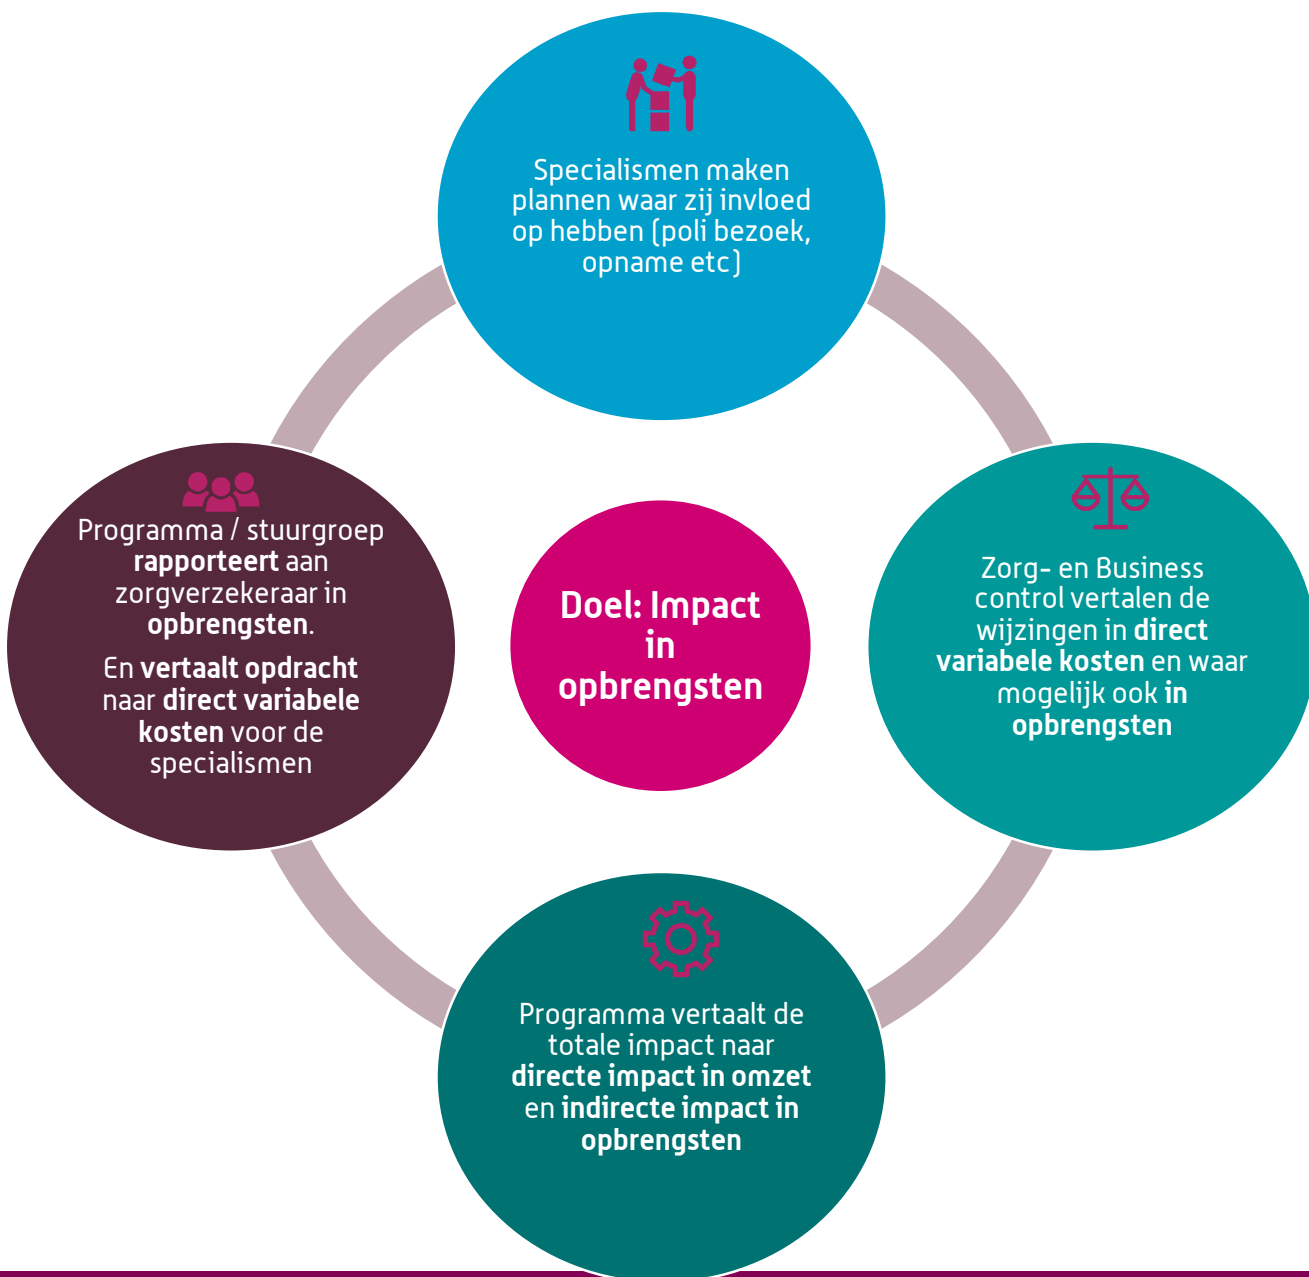 Specialismen maken
plannen waar zij invloed
op hebben (poli bezoek,
opname etc)
Programma / stuurgroep
rapporteert aan
zorgverzekeraar in
opbrengsten.
En vertaalt opdracht
naar direct variabele
kosten voor de
specialismen
Doel: Impact
in
opbrengsten
Zorg- en Business
control vertalen de
wijzingen in direct
variabele kosten en waar
mogelijk ook in
opbrengsten
Programma vertaalt de
totale impact naar
directe impact in omzet
en indirecte impact in
opbrengsten